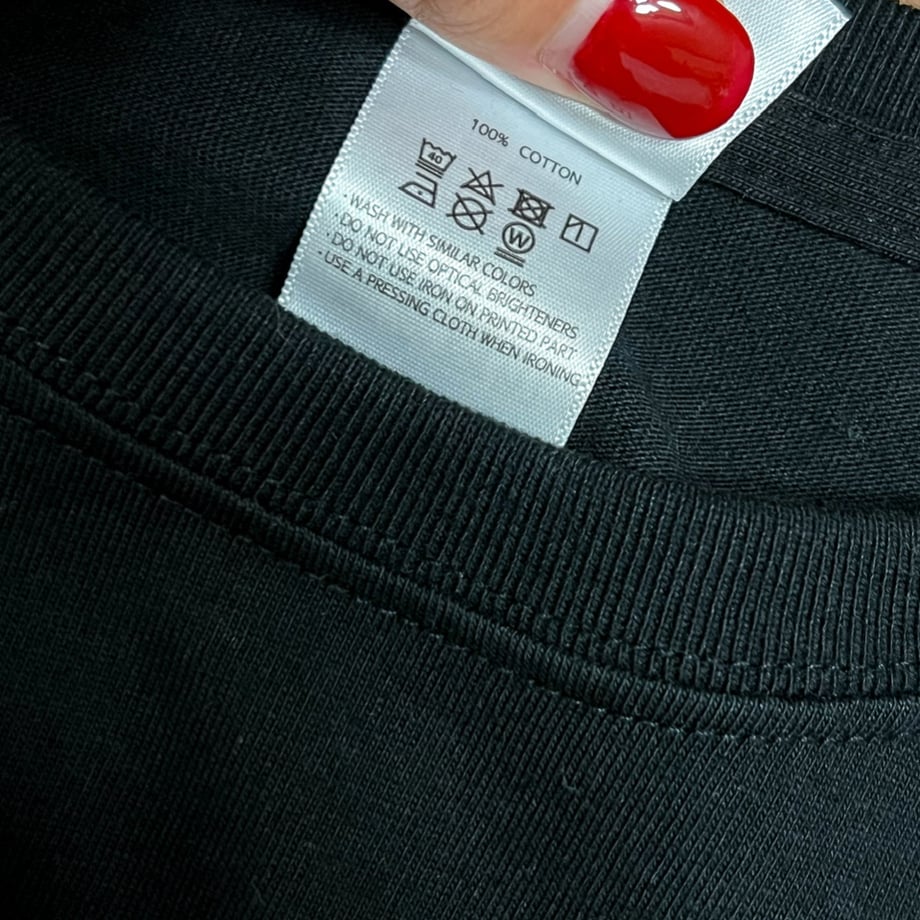 100% COTTON
40
W
· WASH WITH SIMILAR COLORS
· DO NOT USE OPTICAL BRIGHTENERS
· DO NOT USE IRON ON PRINTED PART
· USE A PRESSING CLOTH WHEN IRONING